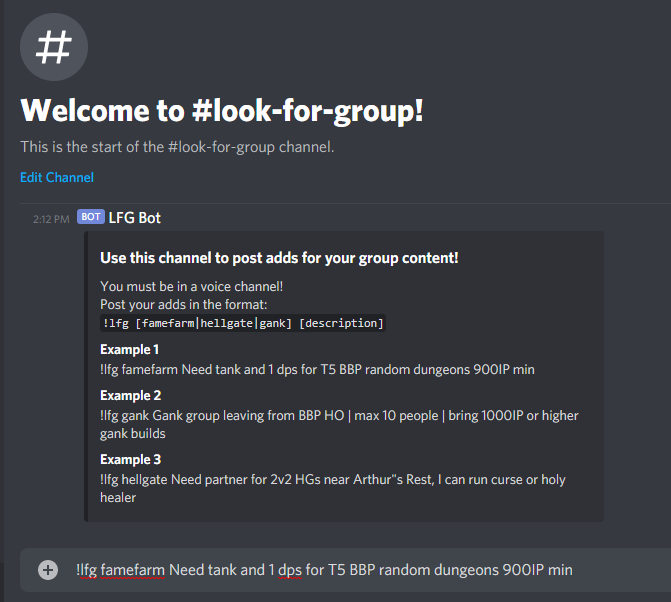 #
Welcome to #look-for-group!
This is the start of the #look-for-group channel.
Edit Channel
2:12 PM BOT LFG Bot
Use this channel to post adds for your group content!
You must be in a voice channel!
Post your adds in the format:
!lfg [famefarm|hellgate|gank] [description]
Example 1
!lfg famefarm Need tank and 1 dps for T5 BBP random dungeons 900IP min
Example 2
!lfg gank Gank group leaving from BBP HO | max 10 people | bring 1000IP or higher
gank builds
Example 3
!lfg hellgate Need partner for 2v2 HGs near Arthur"s Rest, I can run curse or holy
healer
!lfg famefarm Need tank and 1 dps for T5 BBP random dungeons 900IP min